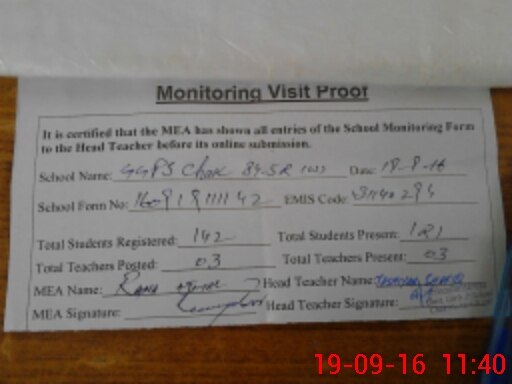 Monitoring Visit Proof
It is certified that the MEA has shown all entries of the School Monitoring Form
to the Head Teacher before its online submission.
School Name: GGPS Chak 84-5R Date:
School Form No: EMIS Code:
Total Students Registered: 142 Total Students Present: 121
Total Teachers Posted: 03 Total Teachers Present: 03
MEA Name: Rana Head Teacher Name:
MEA Signature: Head Teacher Signature:
19-09-16 11:40